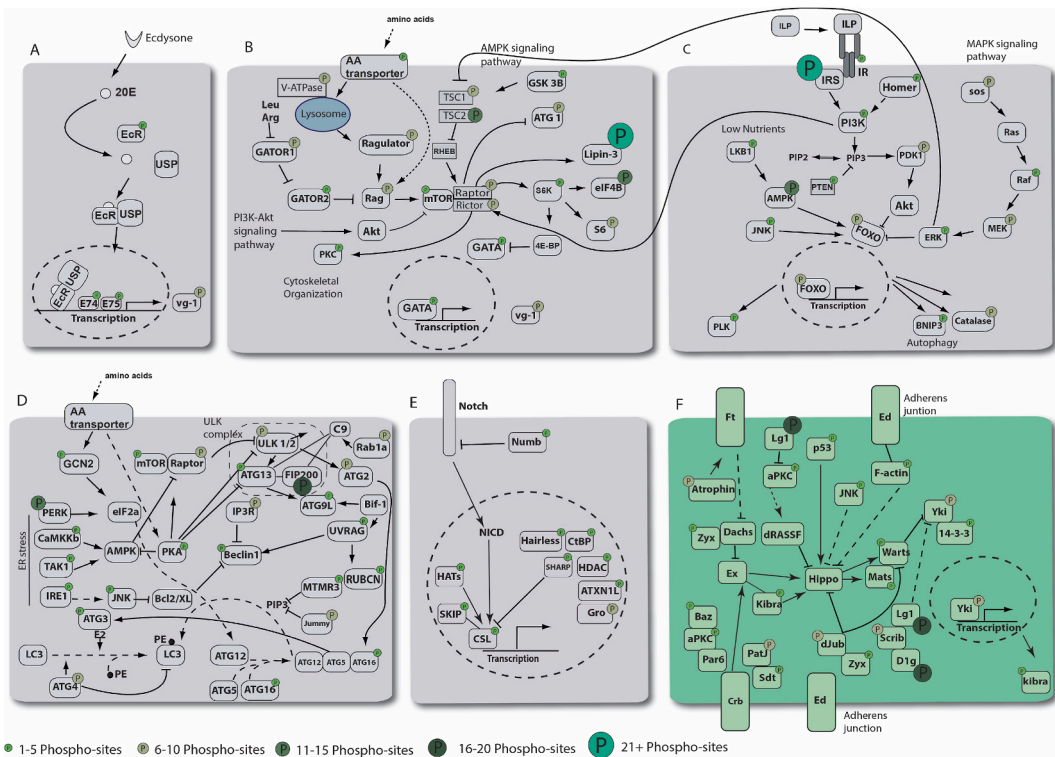 A
Ecdysone
20E
EcR
P
USP
EcR
USP
USP
EcR
E74
P
E75
P
Transcription
vg-1
P
B
amino acids
AA
transporter
P
V-ATPase
P
Lysosome
Leu
Arg
GATOR1
P
Ragulator
P
GATOR2
P
Rag
P
mTOR
P
Raptor
P
Rictor
P
PI3K-Akt
signaling
pathway
Akt
PKC
P
Cytoskeletal
Organization
AMPK signaling
pathway
TSC1
P
TSC2
P
RHEB
GSK 3B
P
ATG 1
P
Lipin-3
P
S6K
P
eIF4B
P
S6
P
4E-BP
GATA
P
GATA
P
Transcription
vg-1
P
C
ILP
ILP
IR
P
IRS
P
Homer
P
PI3K
P
MAPK signaling
pathway
sos
P
Ras
Raf
P
MEK
P
ERK
P
Low Nutrients
LKB1
P
PIP2
PIP3
PDK1
P
PTEN
P
AMPK
P
Akt
JNK
P
FOXO
P
FOXO
P
Transcription
PLK
P
BNIP3
P
Catalase
P
Autophagy
D
amino acids
AA
transporter
GCN2
P
ULK
complex
mTOR
P
Raptor
P
ULK 1/2
P
C9
Rab1a
P
ATG13
P
FIP200
P
ATG2
P
ATG9L
P
Bif-1
P
ER stress
PERK
P
eIF2a
IP3R
P
UVRAG
P
CaMKKb
P
AMPK
P
PKA
P
Beclin1
P
TAK1
P
RUBCN
P
IRE1
P
JNK
P
Bcl2/XL
MTMR3
P
PIP3
Jummy
P
ATG3
P
E2
PE
LC3
LC3
PE
ATG4
P
ATG12
ATG5
ATG16
P
ATG12
ATG5
ATG16
P
E
Notch
Numb
P
NICD
Hairless
P
CtBP
P
HATs
P
SHARP
P
HDAC
P
ATXN1L
P
SKIP
P
CSL
P
Gro
P
Transcription
F
Ft
Lg1
P
p53
P
Ed
Adherens
juntion
Atrophin
P
aPKC
P
F-actin
P
JNK
P
Zyx
P
Dachs
P
dRASSF
Yki
P
14-3-3
P
Warts
P
Ex
Hippo
P
Mats
P
Kibra
P
Baz
P
aPKC
P
Par6
PatJ
P
Sdt
P
dJub
P
Zyx
P
Lg1
P
Scrib
P
D1g
P
Yki
P
Transcription
kibra
P
Crb
Ed
Adherens
juntion
P 1-5 Phospho-sites P 6-10 Phospho-sites P 11-15 Phospho-sites P 16-20 Phospho-sites P 21+ Phospho-sites